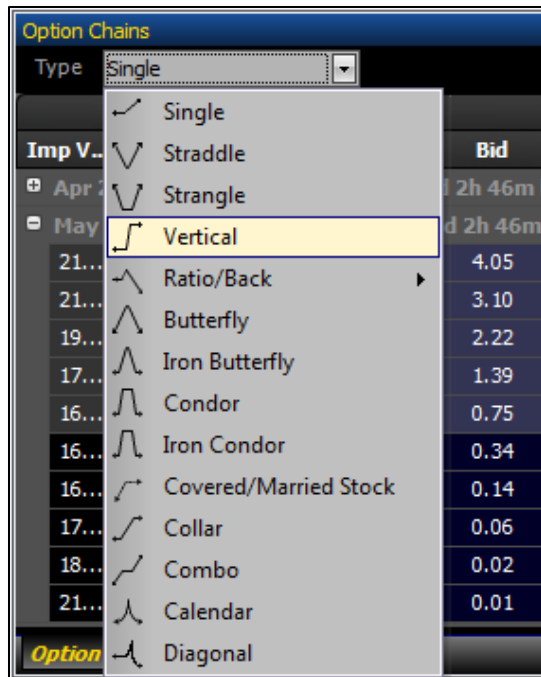 Option Chains
Type Single
Single
Imp V.. Straddle Bid
Apr 2 Strangle 2h 46m
May Vertical d 2h 46m
21... Ratio/Back 4.05
21... Butterfly 3.10
19... Iron Butterfly 2.22
17... Condor 1.39
16... Iron Condor 0.75
16... Covered/Married Stock 0.34
16... Collar 0.14
17... Combo 0.06
18... Calendar 0.02
21... Diagonal 0.01
Option